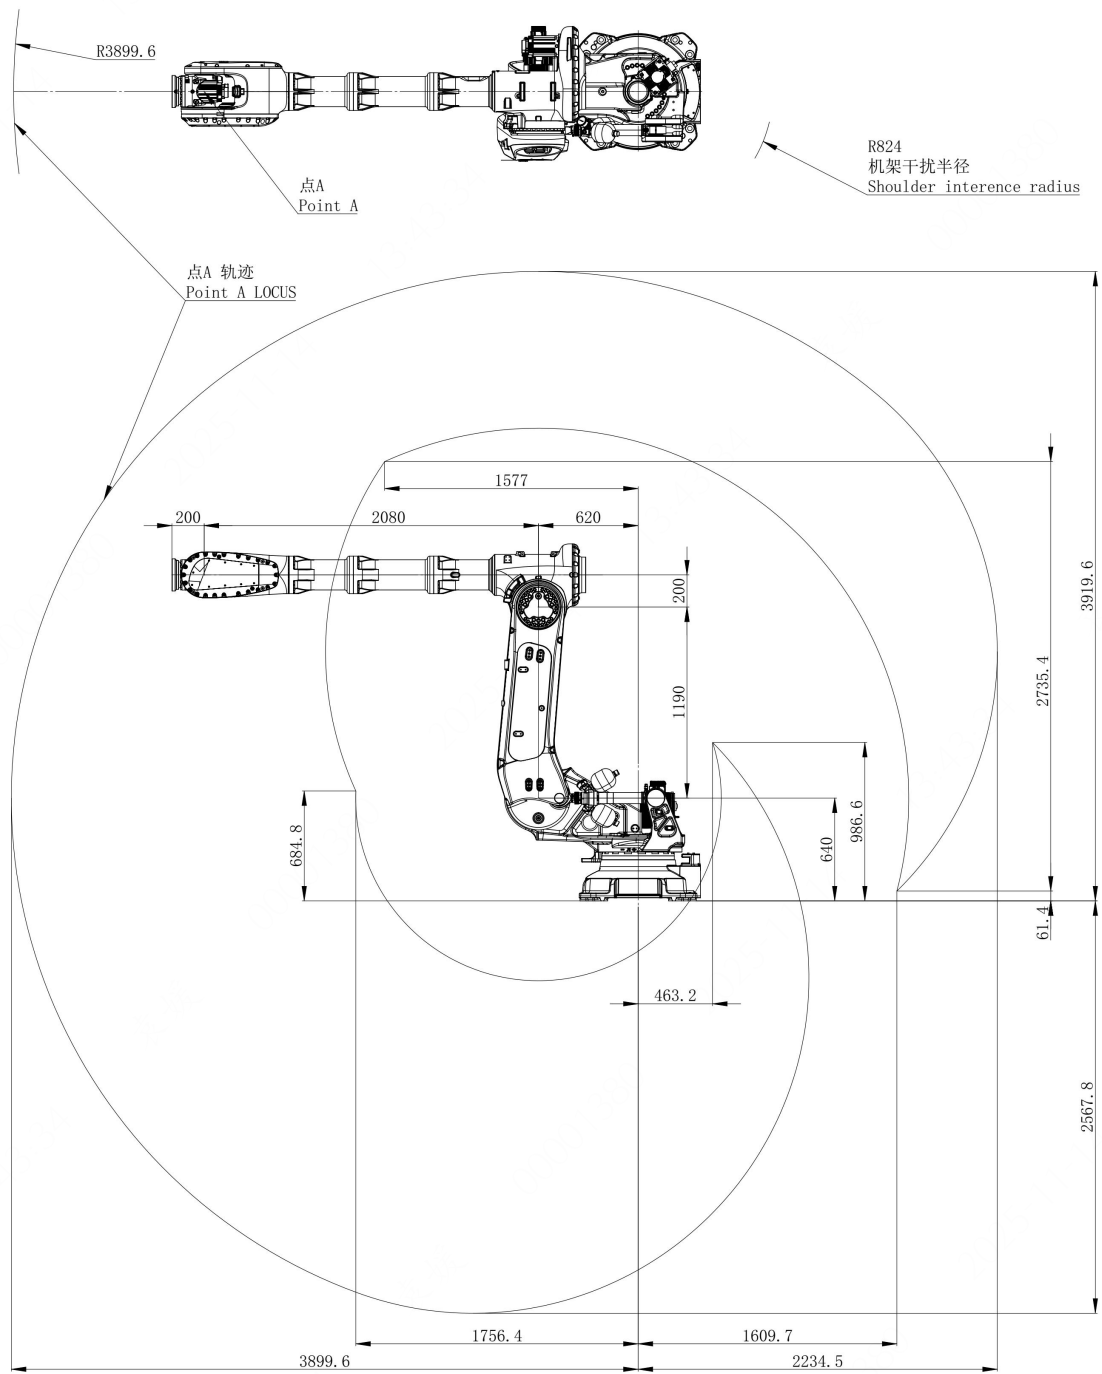 R3899.6
R824
机架干扰半径
Shoulder interence radius
点A
Point A
点A 轨迹
Point A LOCUS
1577
200
2080
620
200
3919.6
2735.4
1190
684.8
640
986.6
61.4
463.2
2567.8
1756.4
1609.7
3899.6
2234.5